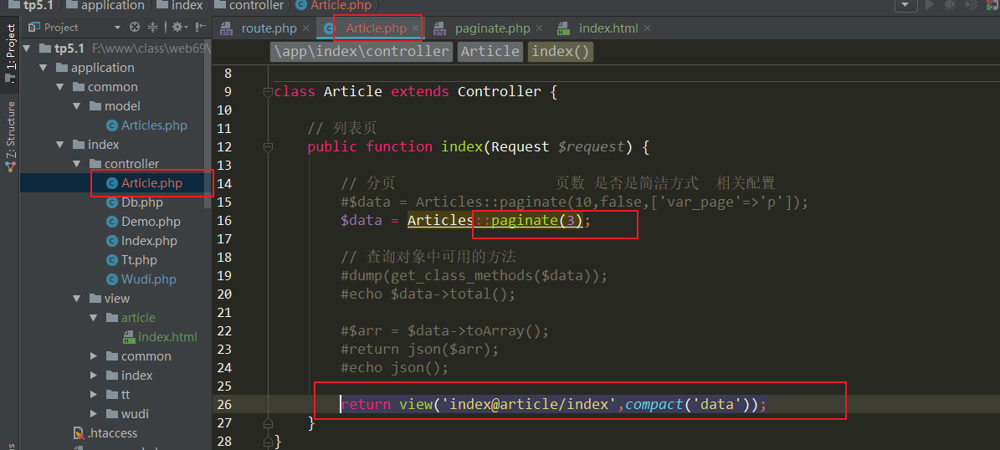 tp5.1 application index controller Article.php
1: Project
7: Structure
Project
tp5.1 F:\www\class\web69\
application
common
model
Articles.php
index
controller
Article.php
Db.php
Demo.php
Index.php
Tt.php
Wudi.php
view
article
index.html
common
index
tt
wudi
.htaccess
route.php × Article.php × paginate.php × index.html ×
\app\index\controller Article index()
8
9 class Article extends Controller {
10
11 // 列表页
12 public function index(Request $request) {
13
14 // 分页 页数 是否是简洁方式 相关配置
15 #$data = Articles::paginate(10,false,['var_page'=>'p']);
16 $data = Articles::paginate(3);
17
18 // 查询对象中可用的方法
19 #dump(get_class_methods($data));
20 #echo $data->total();
21
22 #$arr = $data->toArray();
23 #return json($arr);
24 #echo json();
25
26 return view('index@article/index',compact('data'));
27 }
28 }